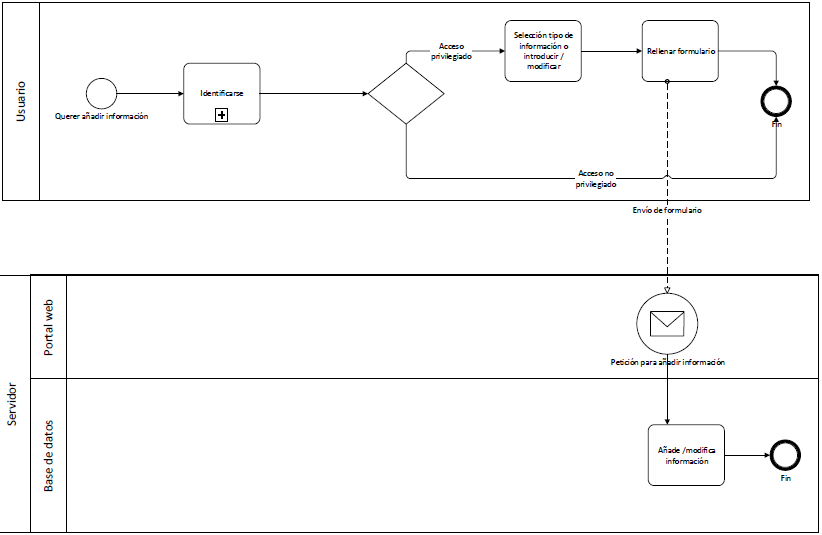 Usuario
Querer añadir información
Identificarse
Acceso
privilegiado
Selección tipo de
información o
introducir /
modificar
Rellenar formulario
Fin
Acceso no
privilegiado
Envío de formulario
Servidor
Portal web
Petición para añadir información
Base de datos
Añade /modifica
información
Fin